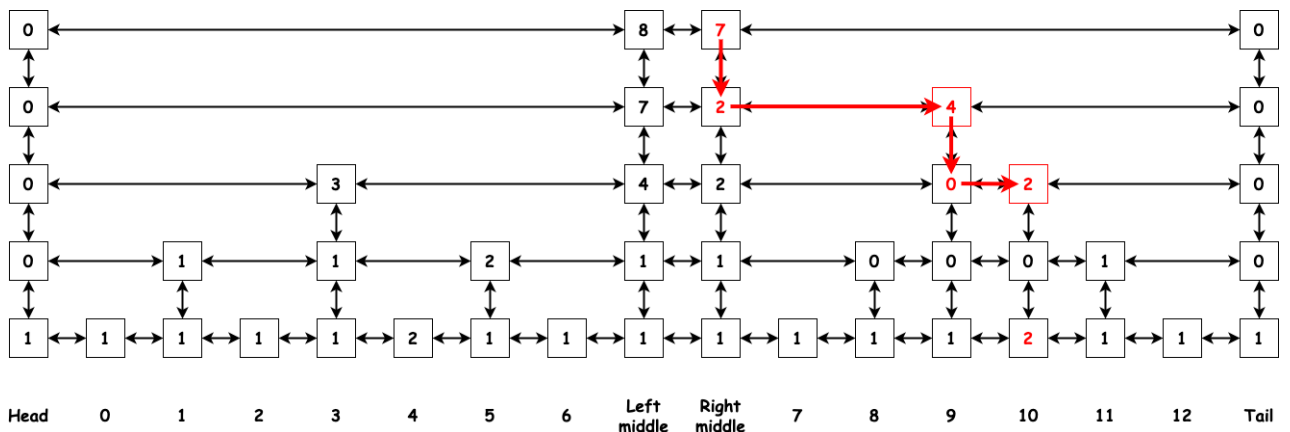 0 8 7 0
0 7 2 4 0
0 3 4 2 0 2 0
0 1 1 2 1 1 0 0 0 1 0
1 1 1 1 1 2 1 1 1 1 1 1 1 2 1 1 1
Head 0 1 2 3 4 5 6 Left middle Right middle 7 8 9 10 11 12 Tail